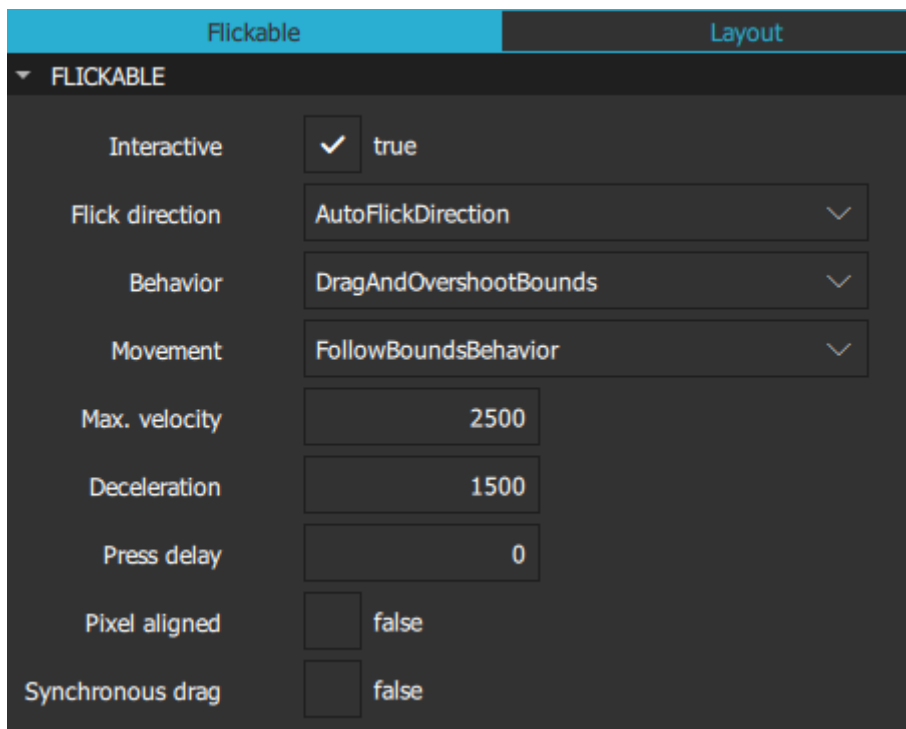 Flickable Layout
FLICKABLE
Interactive true
Flick direction AutoFlickDirection
Behavior DragAndOvershootBounds
Movement FollowBoundsBehavior
Max. velocity 2500
Deceleration 1500
Press delay 0
Pixel aligned false
Synchronous drag false